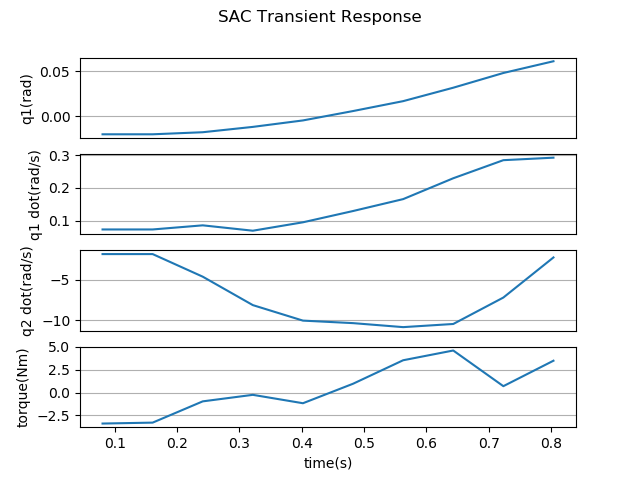 SAC Transient Response
0.05
0.00
q1(rad)
0.3
0.2
0.1
q1 dot(rad/s)
−5
−10
q2 dot(rad/s)
5.0
2.5
0.0
−2.5
torque(Nm)
0.1 0.2 0.3 0.4 0.5 0.6 0.7 0.8
time(s)